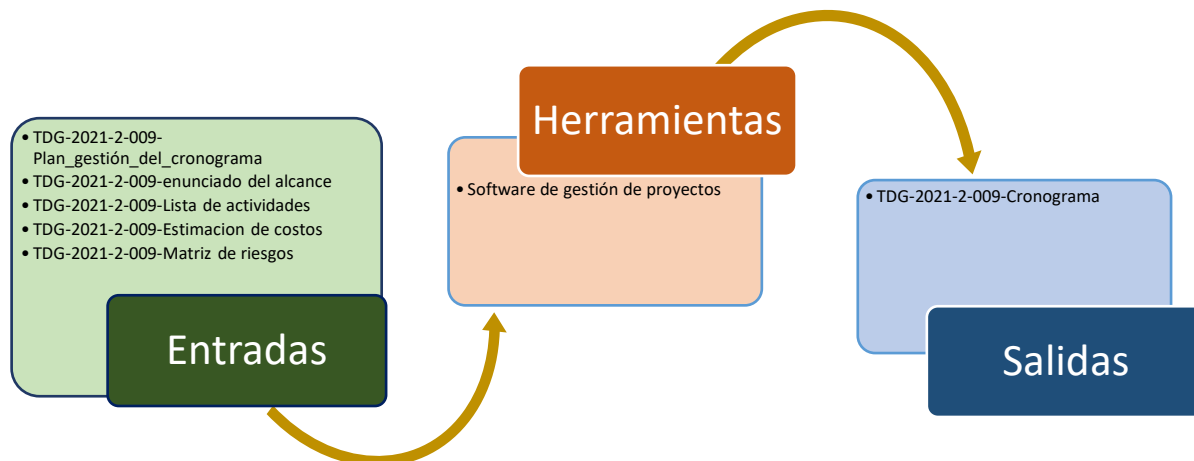 • TDG-2021-2-009-
Plan_gestión_del_cronograma
• TDG-2021-2-009-enunciado del alcance
• TDG-2021-2-009-Lista de actividades
• TDG-2021-2-009-Estimacion de costos
• TDG-2021-2-009-Matriz de riesgos
Entradas
Herramientas
• Software de gestión de proyectos
• TDG-2021-2-009-Cronograma
Salidas